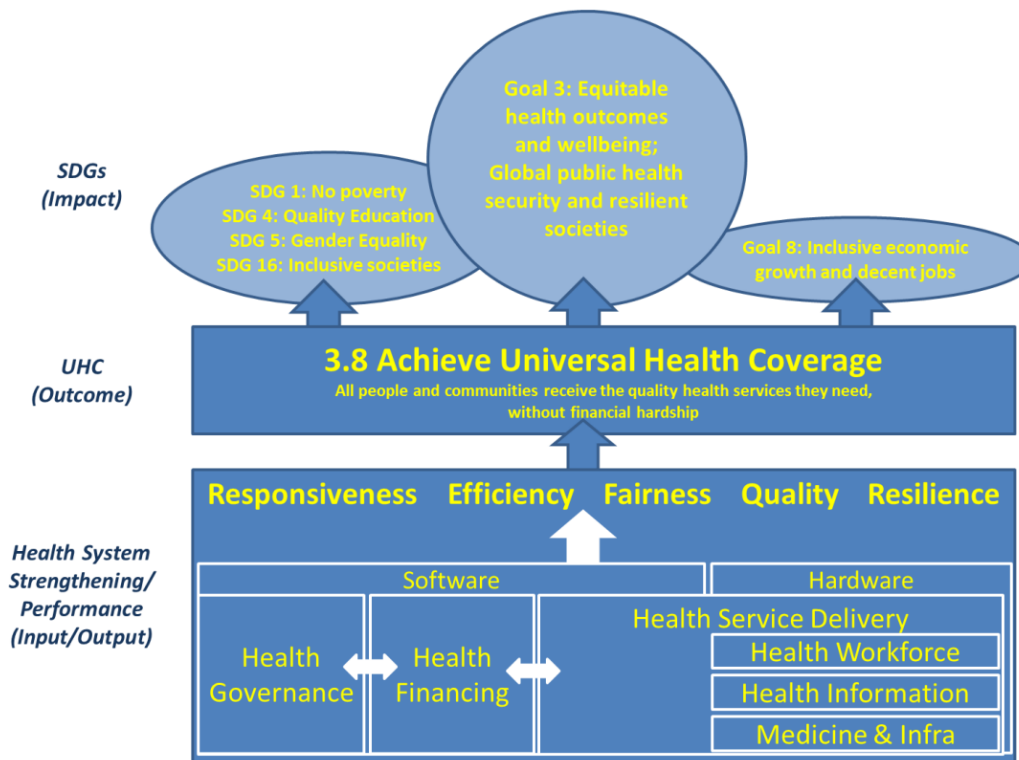 Goal 3: Equitable
health outcomes
and wellbeing;
Global public health
security and resilient
societies
SDGs
(Impact)
SDG 1: No poverty
SDG 4: Quality Education
SDG 5: Gender Equality
SDG 16: Inclusive societies
Goal 8: Inclusive economic
growth and decent jobs
UHC
(Outcome)
3.8 Achieve Universal Health Coverage
All people and communities receive the quality health services they need,
without financial hardship
Responsiveness Efficiency Fairness Quality Resilience
Health System
Strengthening/
Performance
(Input/Output)
Software
Hardware
Health
Governance
Health
Financing
Health Service Delivery
Health Workforce
Health Information
Medicine & Infra